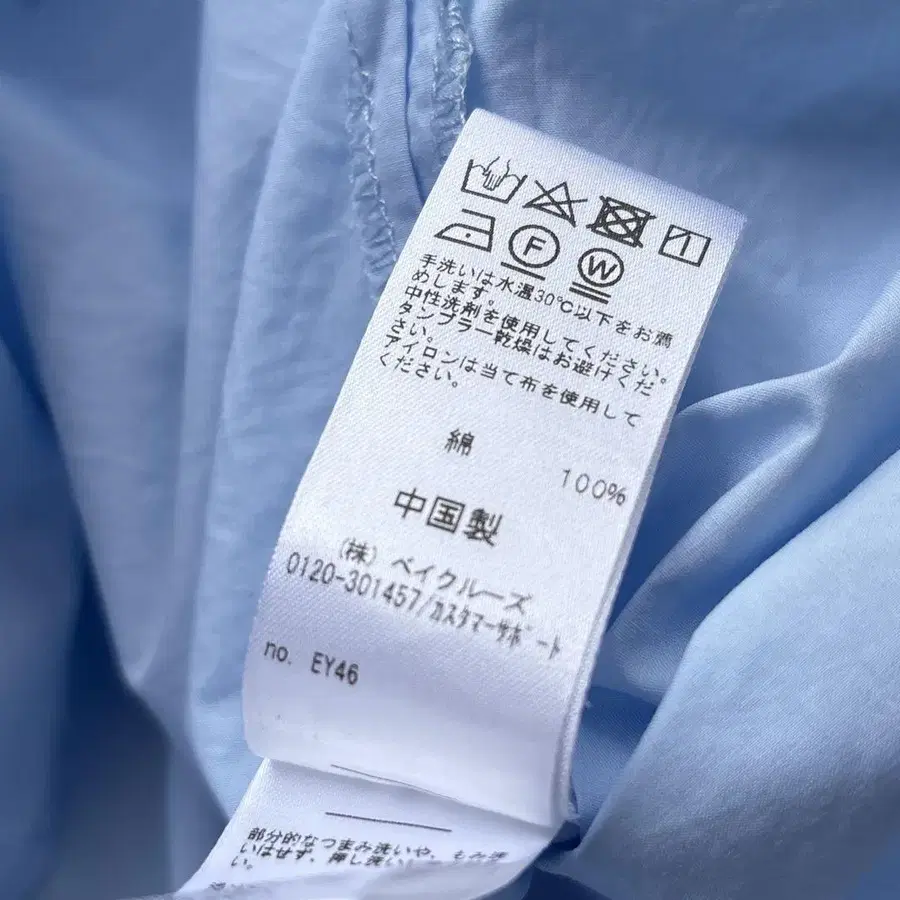 F W
手洗いは水温30℃以下をお薦
めします。
中性洗剤を使用してください。
タンブラー乾燥はお避けくだ
さい。
アイロンは当て布を使用して
ください。
綿 100%
中国製
(株) ベイクルーズ
0120-301457/カスタマーサポート
no. EY46
部分的なつまみ洗いや、もみ洗
いはせず、押し洗い